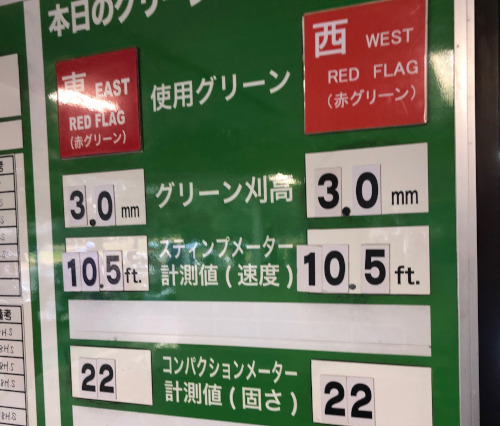 本日のグリーン
東 EAST
RED FLAG
(赤グリーン)
使用グリーン
西 WEST
RED FLAG
(赤グリーン)
3.0 mm
グリーン刈高
3.0 mm
10.5 ft.
スティンプメーター
計測値(速度)
10.5 ft.
22
コンパクションメーター
計測値(固さ)
22